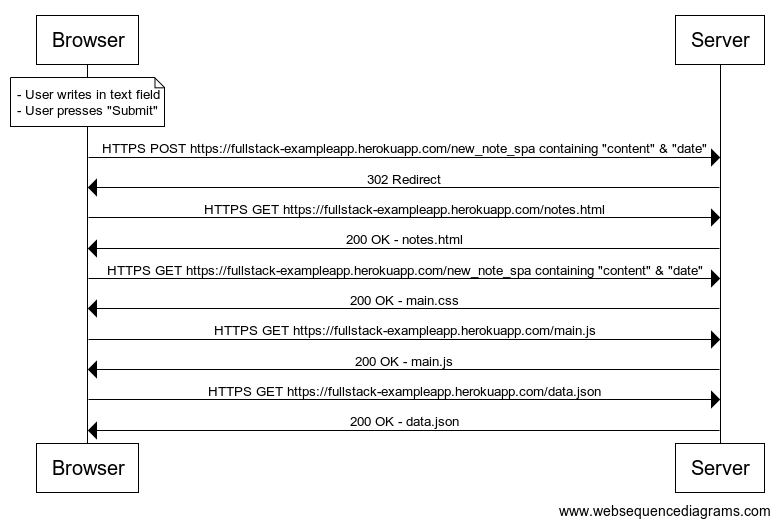 Browser
Server
- User writes in text field
- User presses "Submit"
HTTPS POST https://fullstack-exampleapp.herokuapp.com/new_note_spa containing "content" & "date"
302 Redirect
HTTPS GET https://fullstack-exampleapp.herokuapp.com/notes.html
200 OK - notes.html
HTTPS GET https://fullstack-exampleapp.herokuapp.com/new_note_spa containing "content" & "date"
200 OK - main.css
HTTPS GET https://fullstack-exampleapp.herokuapp.com/main.js
200 OK - main.js
HTTPS GET https://fullstack-exampleapp.herokuapp.com/data.json
200 OK - data.json
Browser
Server
www.websequencediagrams.com